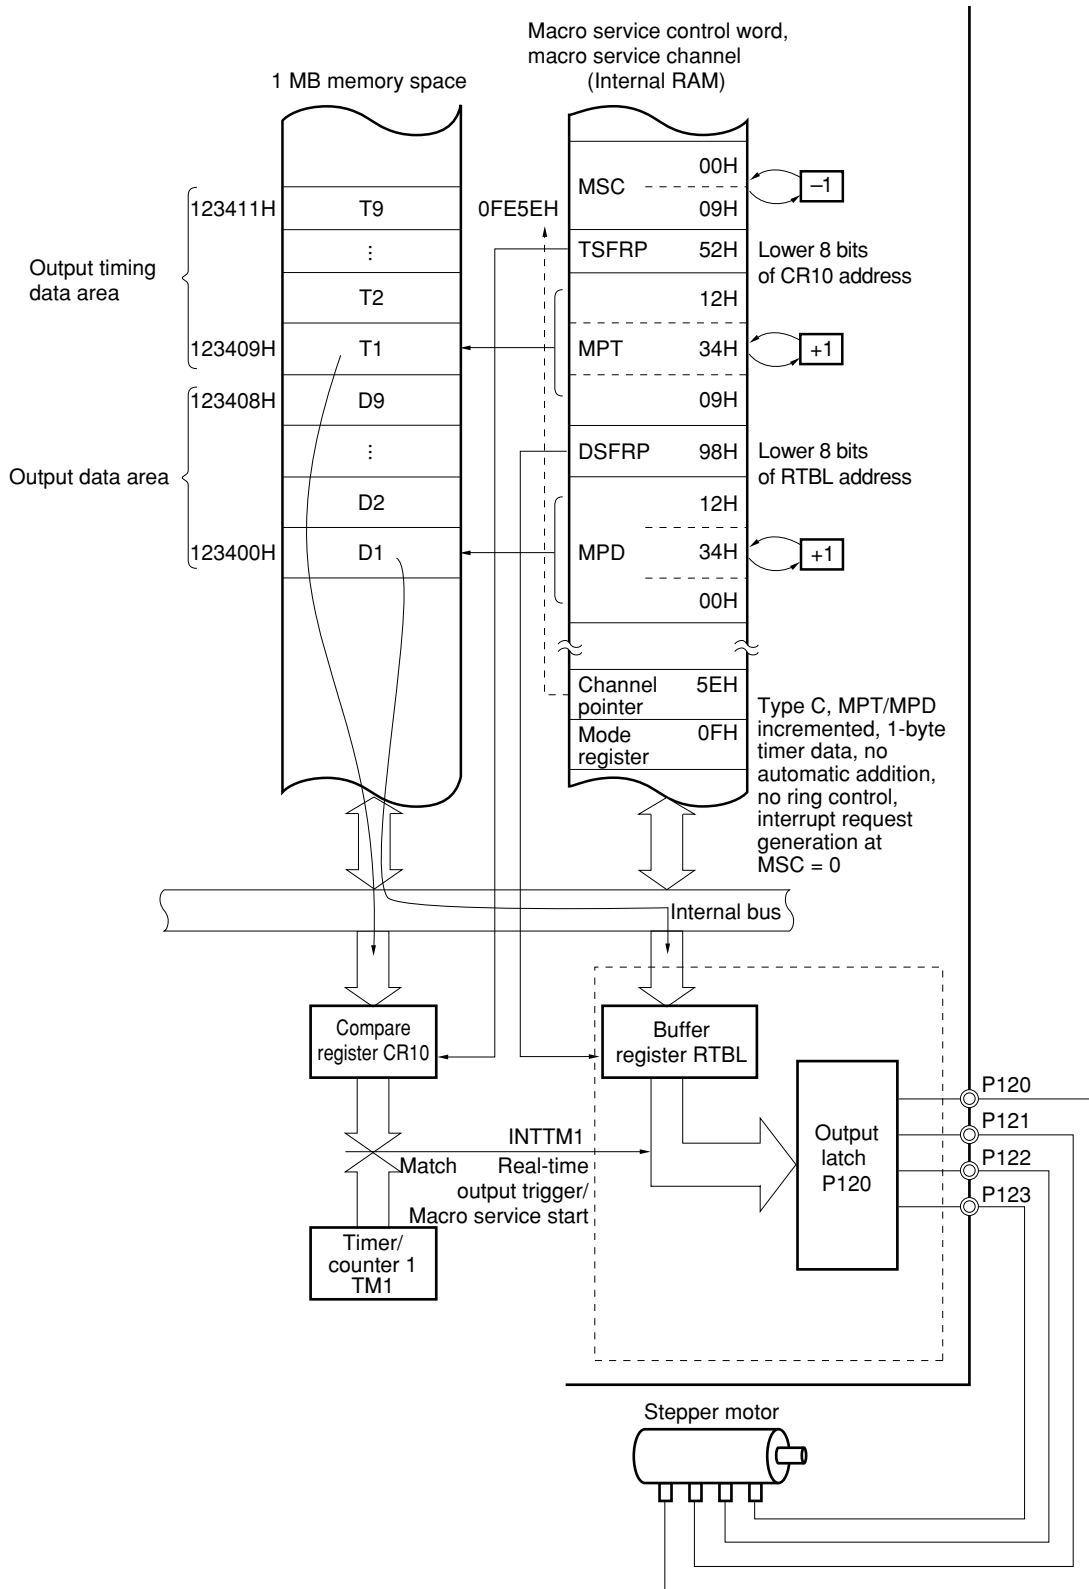 Macro service control word,
macro service channel
(Internal RAM)
1 MB memory space
00H
MSC
–1
123411H
T9
0FE5EH
09H
⋮
TSFRP
52H
Lower 8 bits
of CR10 address
Output timing
data area
T2
12H
123409H
T1
MPT
34H
+1
123408H
D9
09H
Output data area
⋮
DSFRP
98H
Lower 8 bits
of RTBL address
D2
12H
123400H
D1
MPD
34H
+1
00H
Channel
pointer
5EH
Mode
register
0FH
Type C, MPT/MPD
incremented, 1-byte
timer data, no
automatic addition,
no ring control,
interrupt request
generation at
MSC = 0
Internal bus
Compare
register CR10
Buffer
register RTBL
P120
P121
P122
P123
Output
latch
P120
INTTM1
Match
Real-time
output trigger/
Macro service start
Timer/
counter 1
TM1
Stepper motor